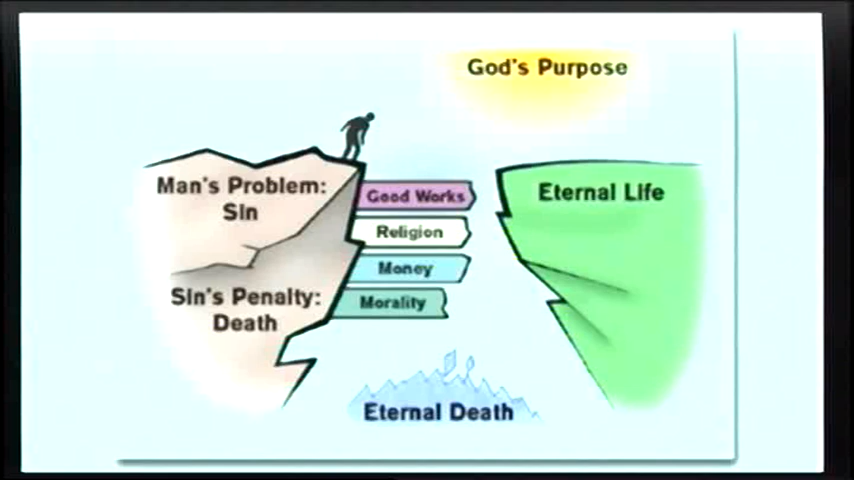 God's Purpose
Man's Problem:
Sin
Sin's Penalty:
Death
Good Works
Religion
Money
Morality
Eternal Life
Eternal Death